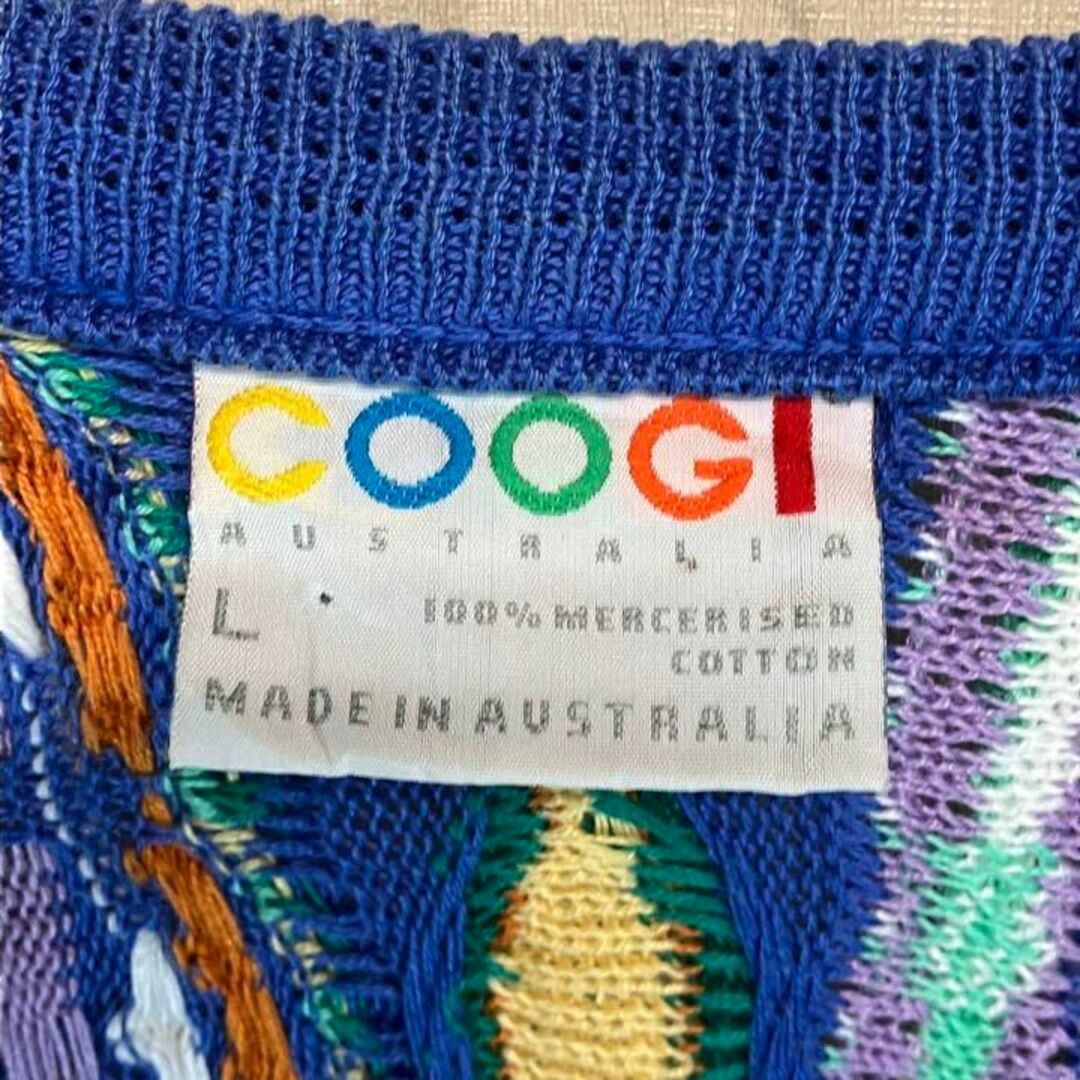 COOGI
AUSTRALIA
L 100% MERCERISED
COTTON
MADE IN AUSTRALIA